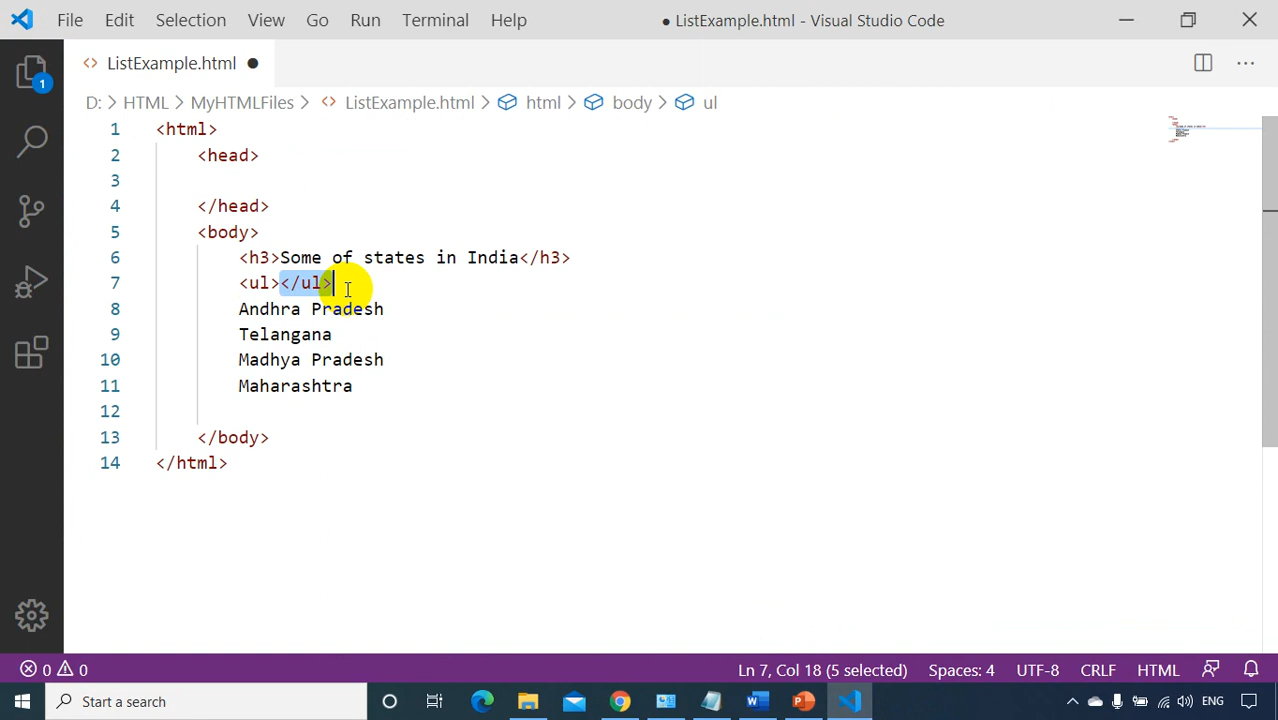 File Edit Selection View Go Run Terminal Help ● ListExample.html - Visual Studio Code
<> ListExample.html ●
D: > HTML > MyHTMLFiles > <> ListExample.html > html > body > ul
1 <html>
2 <head>
3
4 </head>
5 <body>
6 <h3>Some of states in India</h3>
7 <ul></ul>
8 Andhra Pradesh
9 Telangana
10 Madhya Pradesh
11 Maharashtra
12
13 </body>
14 </html>
1
0 0 Ln 7, Col 18 (5 selected) Spaces: 4 UTF-8 CRLF HTML
Start a search ENG